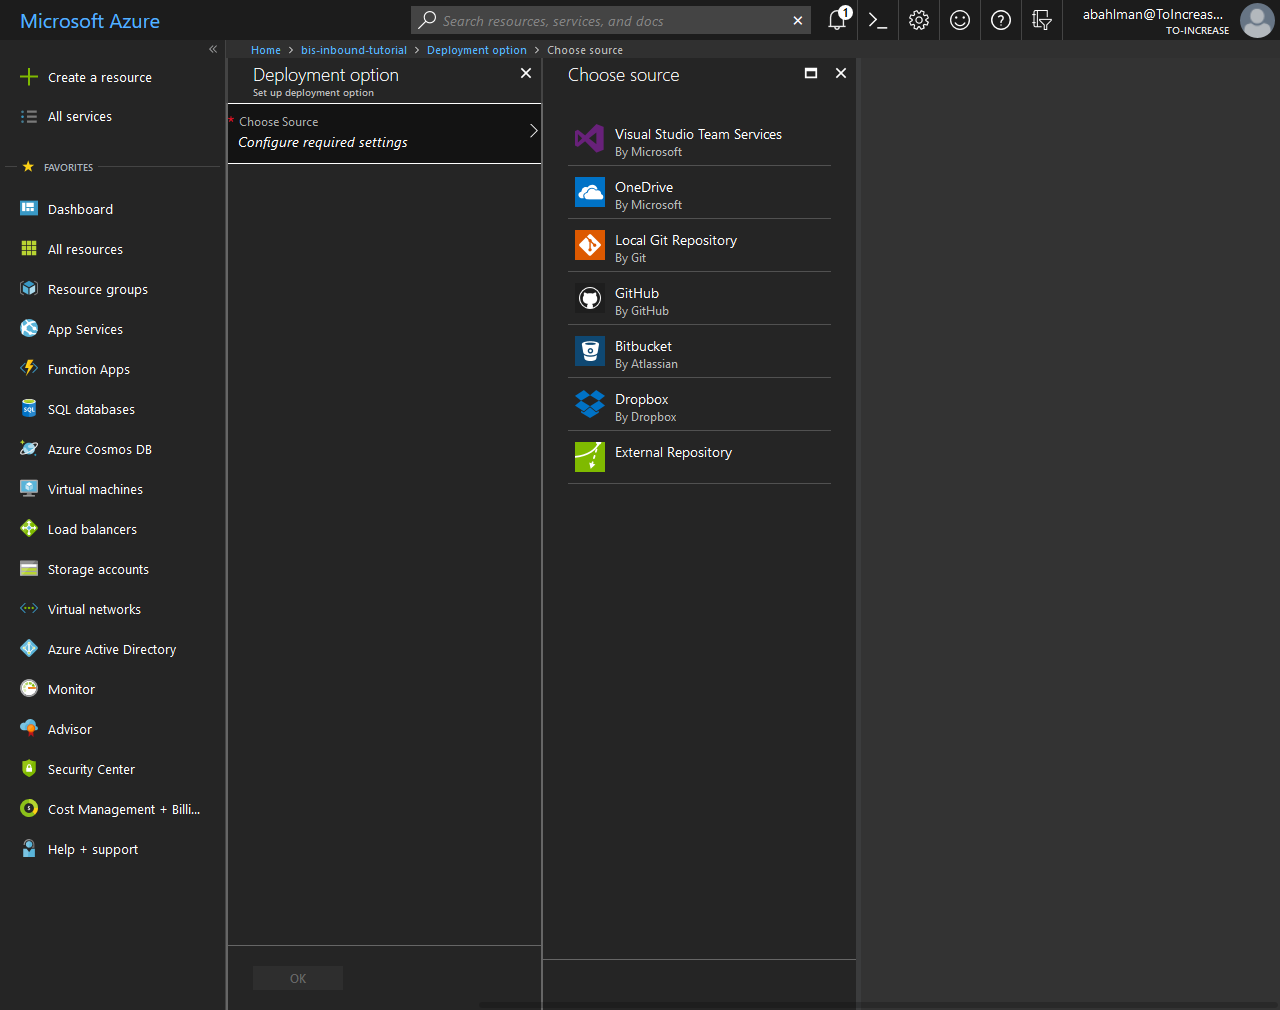 Microsoft Azure
Search resources, services, and docs
1
abahlman@ToIncreas...
TO-INCREASE
Home > bis-inbound-tutorial > Deployment option > Choose source
Create a resource
All services
FAVORITES
Dashboard
All resources
Resource groups
App Services
Function Apps
SQL
SQL databases
Azure Cosmos DB
Virtual machines
Load balancers
Storage accounts
Virtual networks
Azure Active Directory
Monitor
Advisor
Security Center
Cost Management + Billi...
Help + support
Deployment option
Set up deployment option
* Choose Source
Configure required settings
OK
Choose source
Visual Studio Team Services
By Microsoft
OneDrive
By Microsoft
Local Git Repository
By Git
GitHub
By GitHub
Bitbucket
By Atlassian
Dropbox
By Dropbox
External Repository